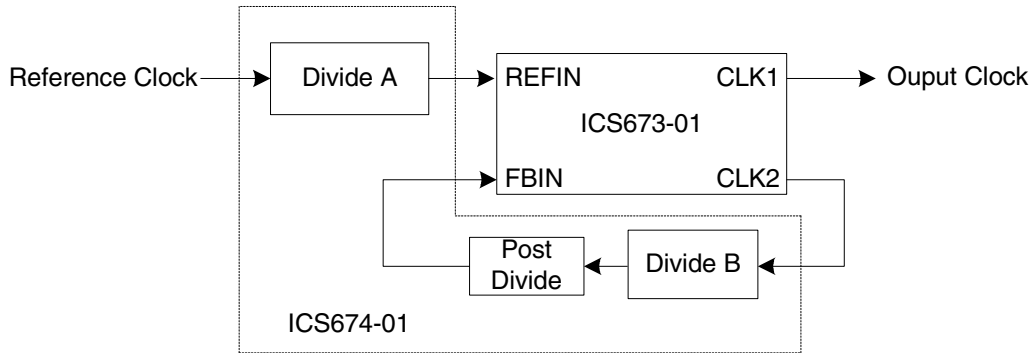 Reference Clock
Divide A
REFIN
CLK1
Ouput Clock
ICS673-01
FBIN
CLK2
Post
Divide
Divide B
ICS674-01